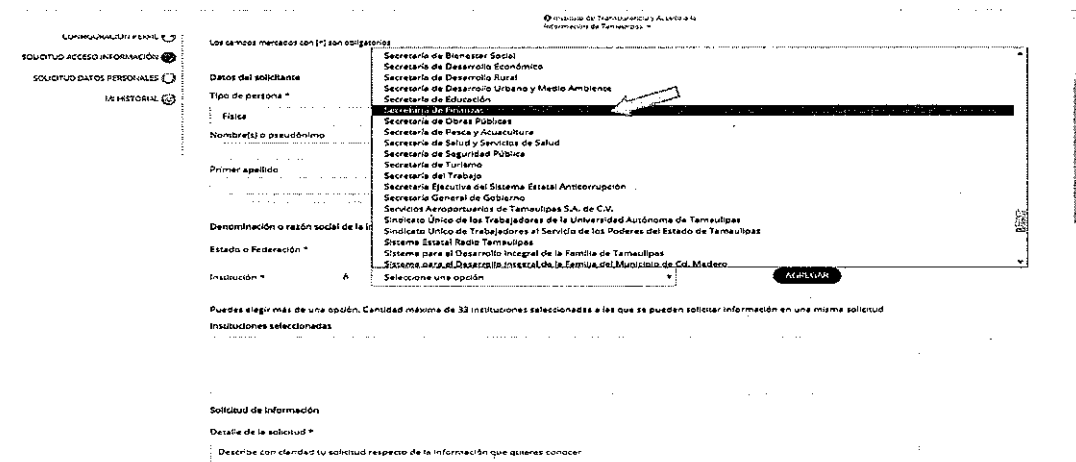 Instituto de Transparencia y Acceso a la
Información de Tamaulipas
CONFIGURACIÓN PERFIL
SOLICITUD ACCESO INFORMACIÓN
SOLICITUD DATOS PERSONALES
MI HISTORIAL
Los campos marcados con (*) son obligatorios
Datos del solicitante
Tipo de persona *
Física
Nombre(s) o pseudónimo
Primer apellido
Denominación o razón social de la
Estado o Federación *
Institución *
Secretaría de Bienestar Social
Secretaría de Desarrollo Económico
Secretaría de Desarrollo Rural
Secretaría de Desarrollo Urbano y Medio Ambiente
Secretaría de Educación
Secretaría de Finanzas
Secretaría de Obras Públicas
Secretaría de Pesca y Acuacultura
Secretaría de Salud y Servicios de Salud
Secretaría de Seguridad Pública
Secretaría de Turismo
Secretaría del Trabajo
Secretaría Ejecutiva del Sistema Estatal Anticorrupción
Secretaría General de Gobierno
Servicios Aeroportuarios de Tamaulipas S.A. de C.V.
Sindicato Único de los Trabajadores de la Universidad Autónoma de Tamaulipas
Sindicato Unico de Trabajadores al Servicio de los Poderes del Estado de Tamaulipas
Sistema Estatal Radio Tamaulipas
Sistema para el Desarrollo Integral de la Familia de Tamaulipas
Sistema para el Desarrollo Integral de la Familia del Municipio de Cd. Madero
Seleccione una opción
AGREGAR
Puedes elegir más de una opción. Cantidad máxima de 33 instituciones seleccionadas a las que se pueden solicitar información en una misma solicitud
Instituciones seleccionadas
Solicitud de información
Detalle de la solicitud *
Describe con claridad tu solicitud respecto de la información que quieres conocer